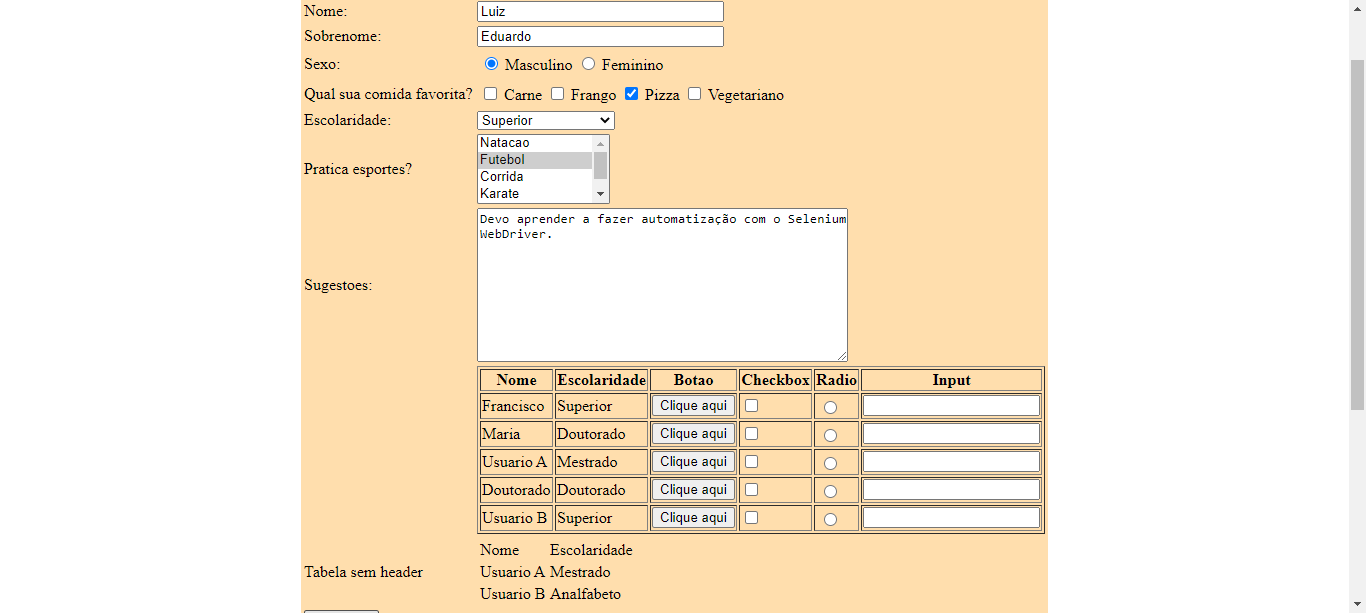 Nome: Luiz
Sobrenome: Eduardo
Sexo: Masculino Feminino
Qual sua comida favorita? Carne Frango Pizza Vegetariano
Escolaridade: Superior
Pratica esportes?
Natacao
Futebol
Corrida
Karate
Sugestoes:
Devo aprender a fazer automatização com o Selenium
WebDriver.
Nome Escolaridade Botao Checkbox Radio Input
Francisco Superior Clique aqui
Maria Doutorado Clique aqui
Usuario A Mestrado Clique aqui
Doutorado Doutorado Clique aqui
Usuario B Superior Clique aqui
Tabela sem header
Nome Escolaridade
Usuario A Mestrado
Usuario B Analfabeto